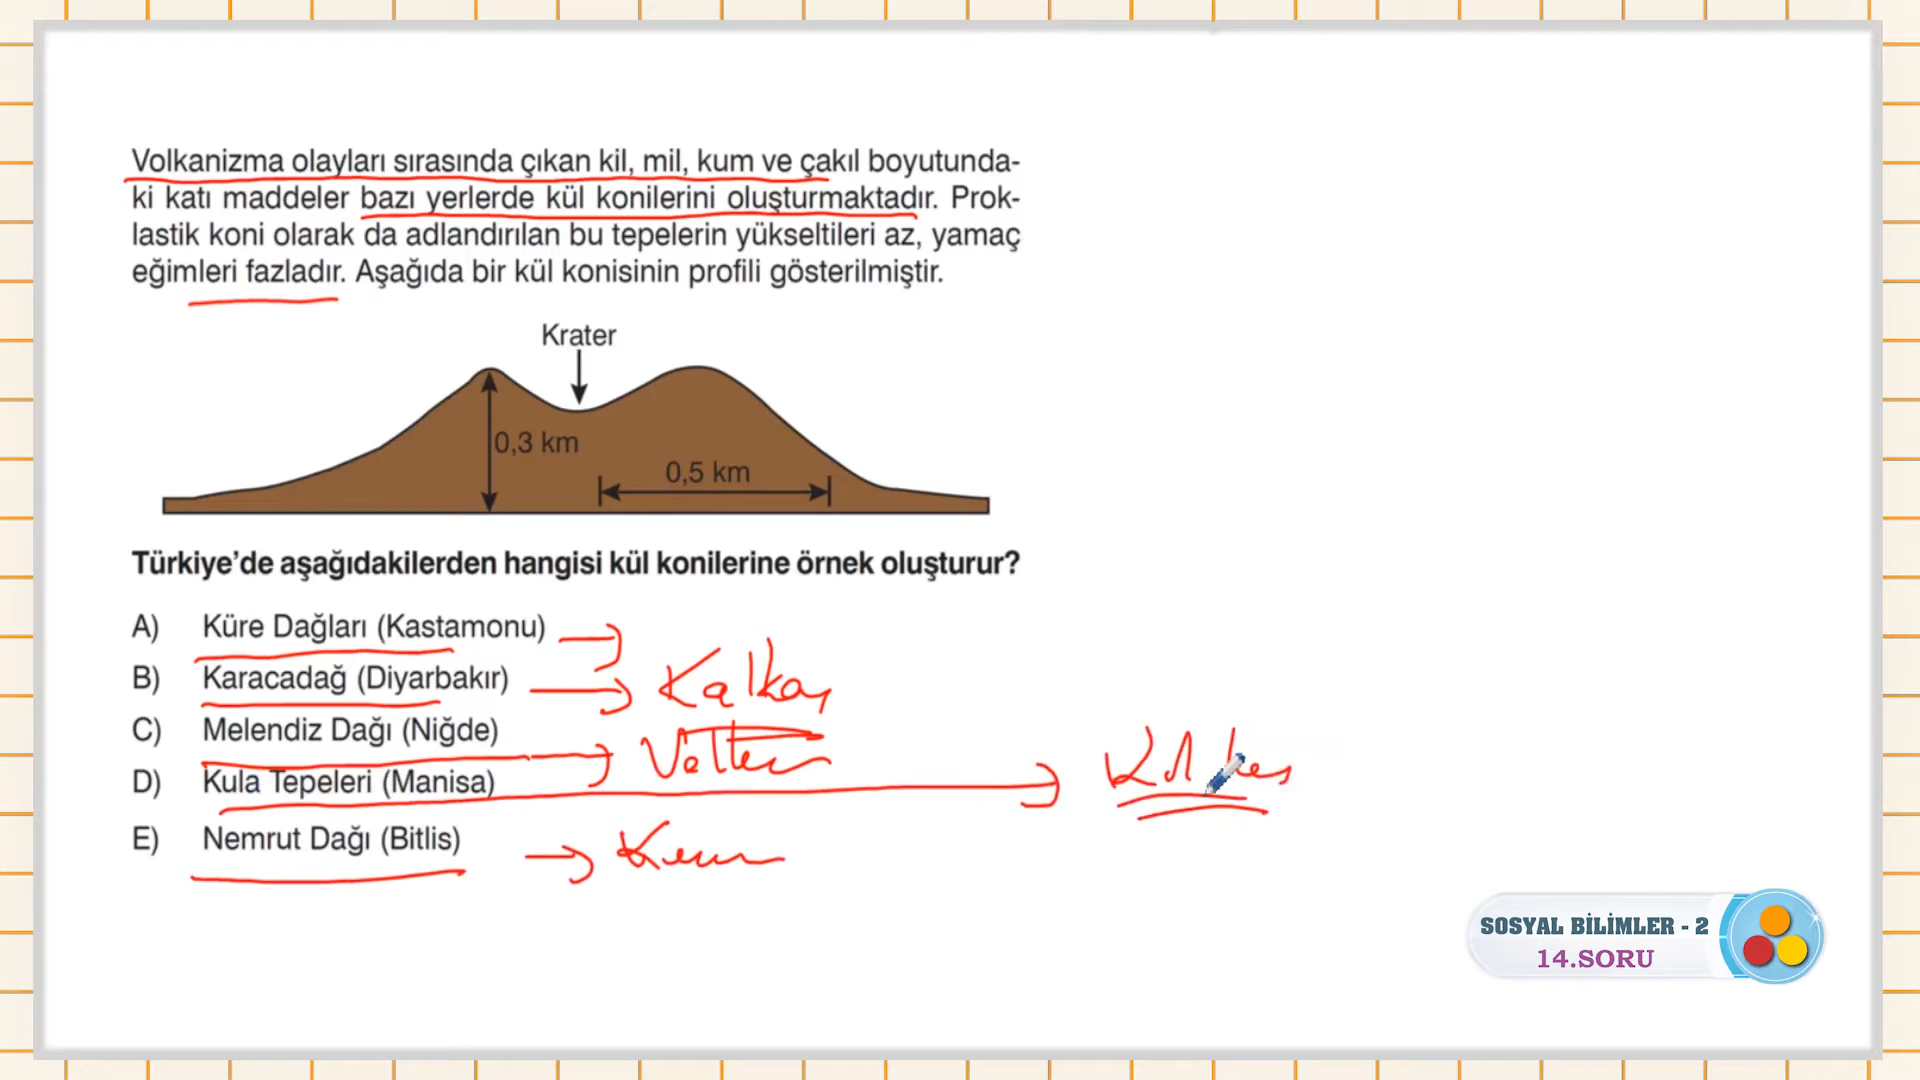 Volkanizma olayları sırasında çıkan kil, mil, kum ve çakıl boyutunda-
ki katı maddeler bazı yerlerde kül konilerini oluşturmaktadır. Prok-
lastik koni olarak da adlandırılan bu tepelerin yükseltileri az, yamaç
eğimleri fazladır. Aşağıda bir kül konisinin profili gösterilmiştir.
Krater
0,3 km
0,5 km
Türkiye’de aşağıdakilerden hangisi kül konilerine örnek oluşturur?
A) Küre Dağları (Kastamonu)
B) Karacadağ (Diyarbakır)
Kalkan
C) Melendiz Dağı (Niğde)
D) Kula Tepeleri (Manisa)
E) Nemrut Dağı (Bitlis)
SOSYAL BİLİMLER - 2
14.SORU